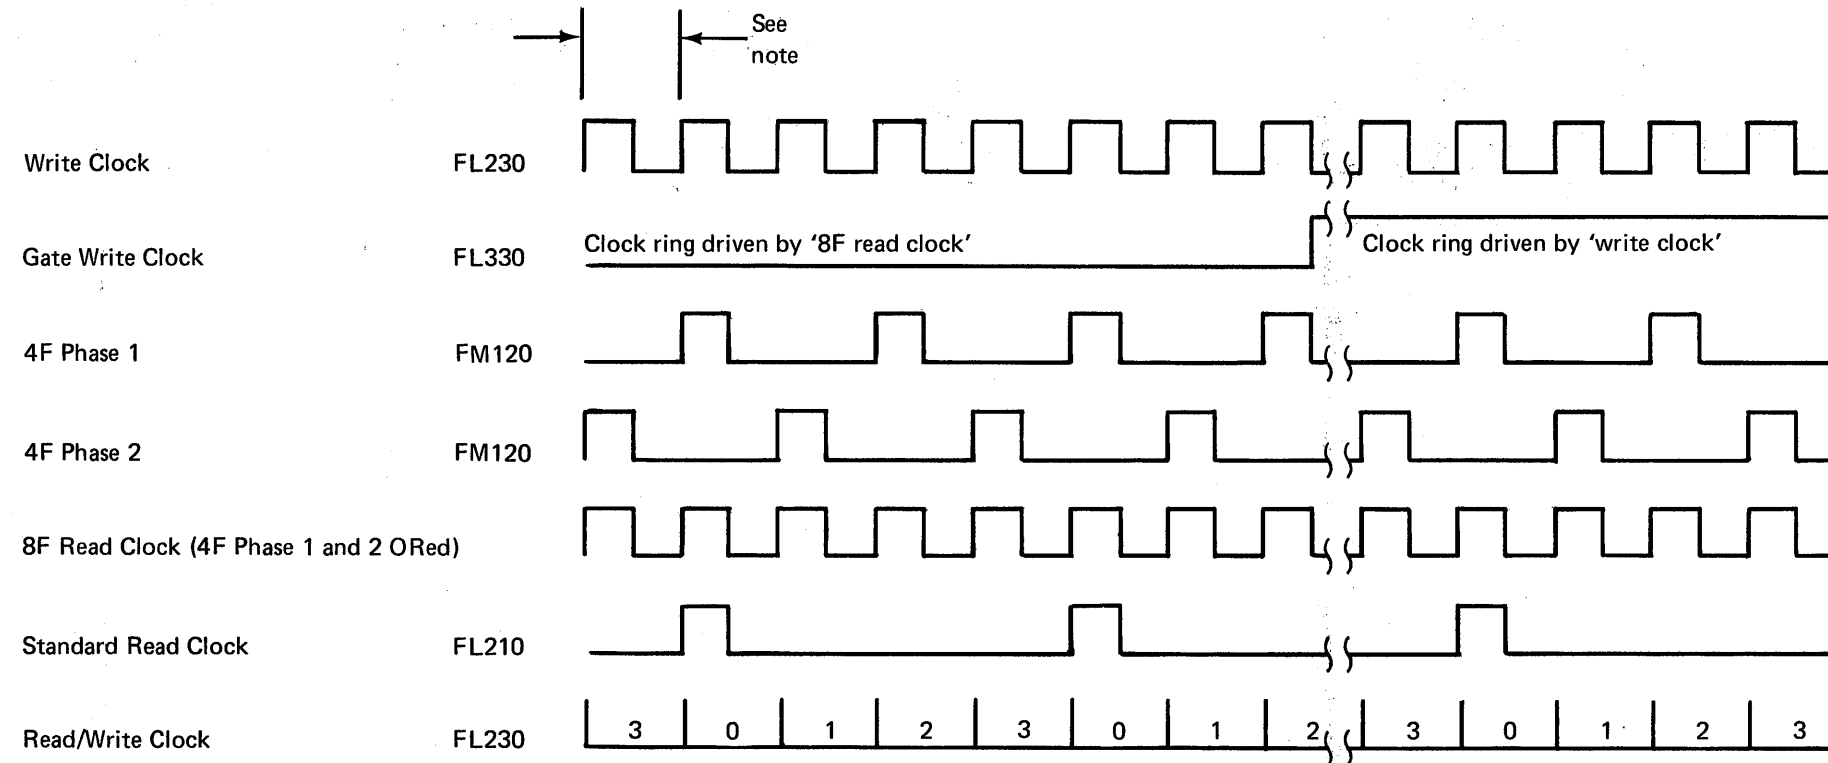 See
note
Write Clock FL230
Gate Write Clock FL330 Clock ring driven by ‘8F read clock’ Clock ring driven by ‘write clock’
4F Phase 1 FM120
4F Phase 2 FM120
8F Read Clock (4F Phase 1 and 2 ORed)
Standard Read Clock FL210
Read/Write Clock FL230 3 0 1 2 3 0 1 2 3 0 1 2 3